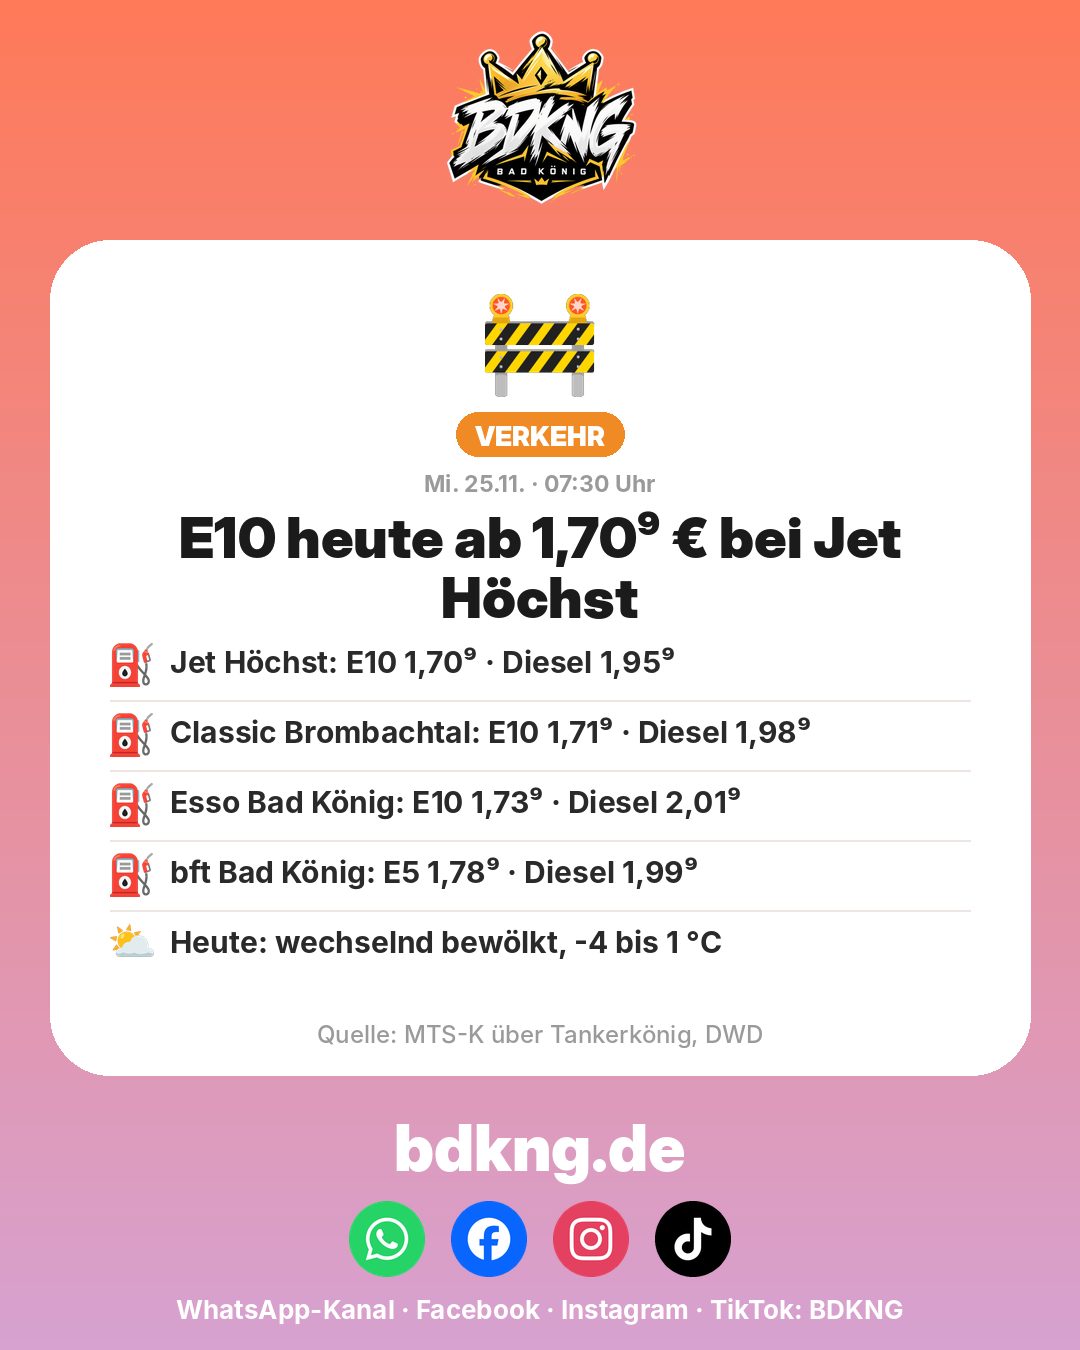 BDKNG
BAD KÖNIG
VERKEHR
Mi. 25.11. · 07:30 Uhr
E10 heute ab 1,70⁹ € bei Jet
Höchst
Jet Höchst: E10 1,70⁹ · Diesel 1,95⁹
Classic Brombachtal: E10 1,71⁹ · Diesel 1,98⁹
Esso Bad König: E10 1,73⁹ · Diesel 2,01⁹
bft Bad König: E5 1,78⁹ · Diesel 1,99⁹
Heute: wechselnd bewölkt, -4 bis 1 °C
Quelle: MTS-K über Tankerkönig, DWD
bdkng.de
WhatsApp-Kanal · Facebook · Instagram · TikTok: BDKNG